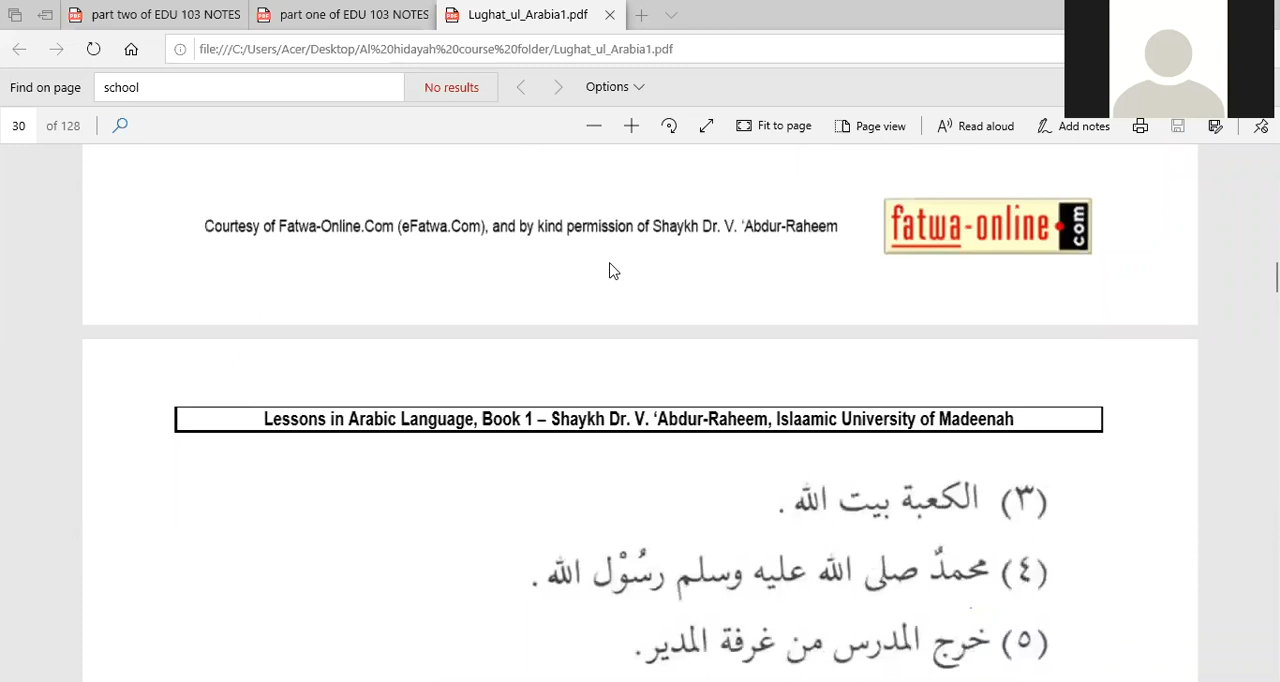 part two of EDU 103 NOTES
part one of EDU 103 NOTES
Lughat_ul_Arabia1.pdf
file:///C:/Users/Acer/Desktop/Al%20hidayah%20course%20folder/Lughat_ul_Arabia1.pdf
Find on page school No results Options
30 of 128 Fit to page Page view Read aloud Add notes
Courtesy of Fatwa-Online.Com (eFatwa.Com), and by kind permission of Shaykh Dr. V. ‘Abdur-Raheem
fatwa-online.com
Lessons in Arabic Language, Book 1 – Shaykh Dr. V. ‘Abdur-Raheem, Islaamic University of Madeenah
(٣) الكعبة بيت الله .
(٤) محمدٌ صلى الله عليه وسلم رسُوْل الله .
(٥) خرج المدرس من غرفة المدير .